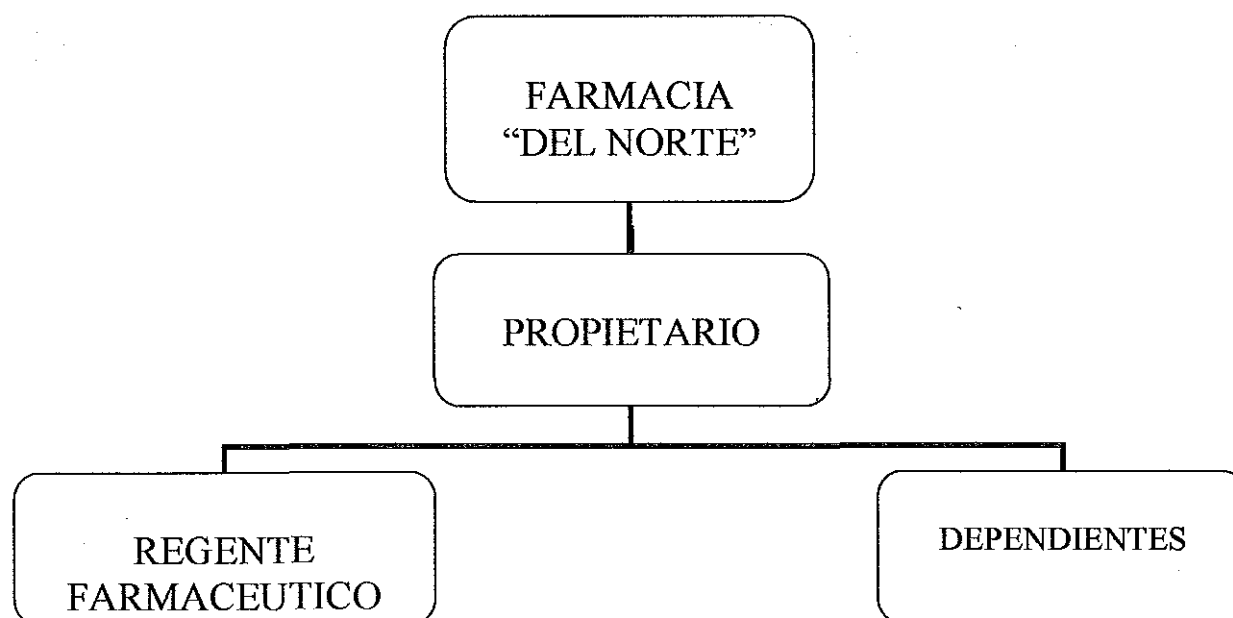 FARMACIA
“DEL NORTE”
PROPIETARIO
REGENTE
FARMACEUTICO
DEPENDIENTES